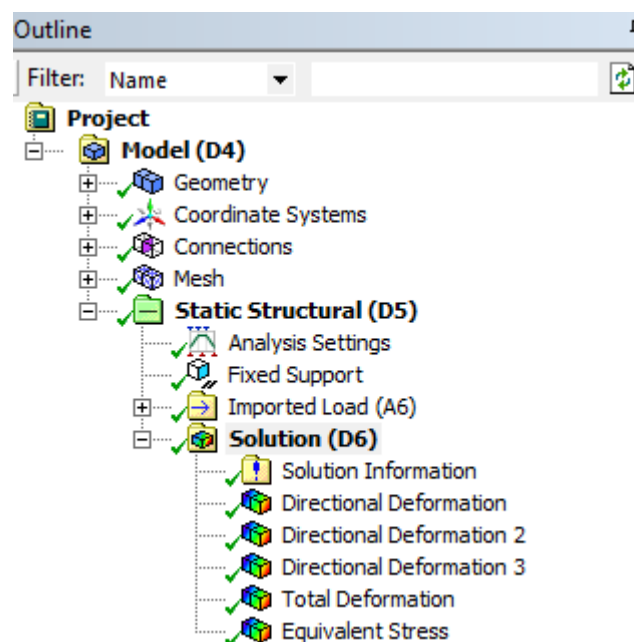 Outline
Filter: Name
Project
Model (D4)
Geometry
Coordinate Systems
Connections
Mesh
Static Structural (D5)
Analysis Settings
Fixed Support
Imported Load (A6)
Solution (D6)
Solution Information
Directional Deformation
Directional Deformation 2
Directional Deformation 3
Total Deformation
Equivalent Stress